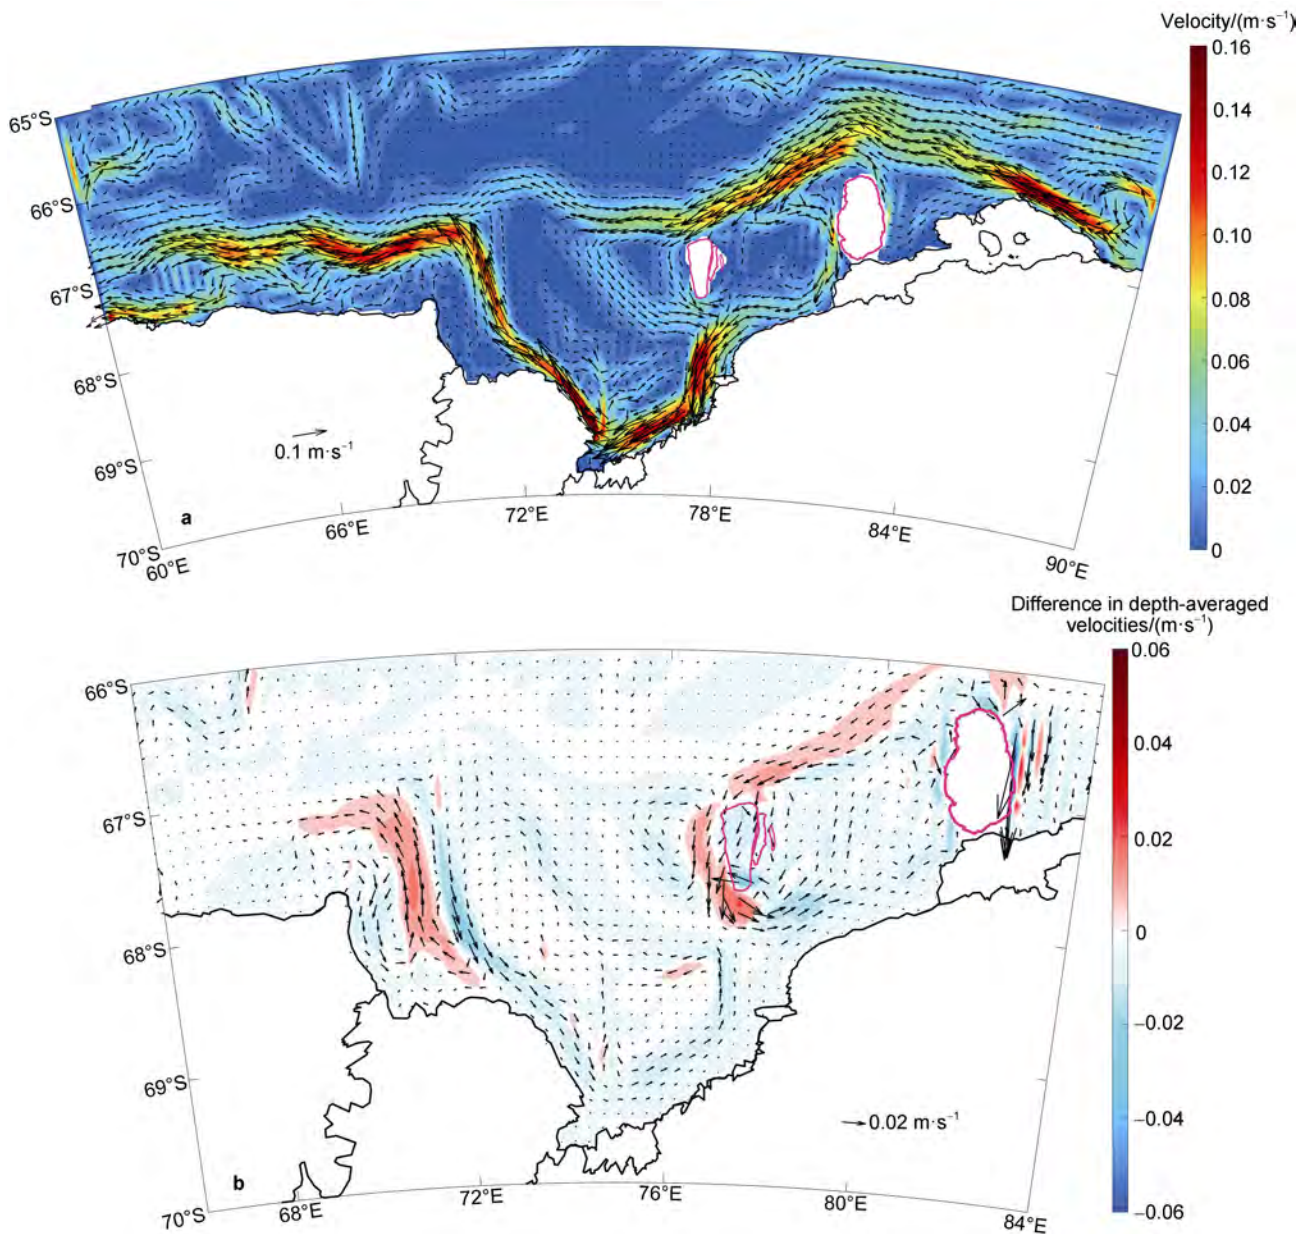 Velocity/(m·s⁻¹)
0.16
0.14
0.12
0.10
0.08
0.06
0.04
0.02
0
65°S
66°S
67°S
68°S
69°S
70°S
60°E
66°E
72°E
78°E
84°E
90°E
0.1 m·s⁻¹
a
Difference in depth-averaged
velocities/(m·s⁻¹)
0.06
0.04
0.02
0
−0.02
−0.04
−0.06
66°S
67°S
68°S
69°S
70°S
68°E
72°E
76°E
80°E
84°E
0.02 m·s⁻¹
b